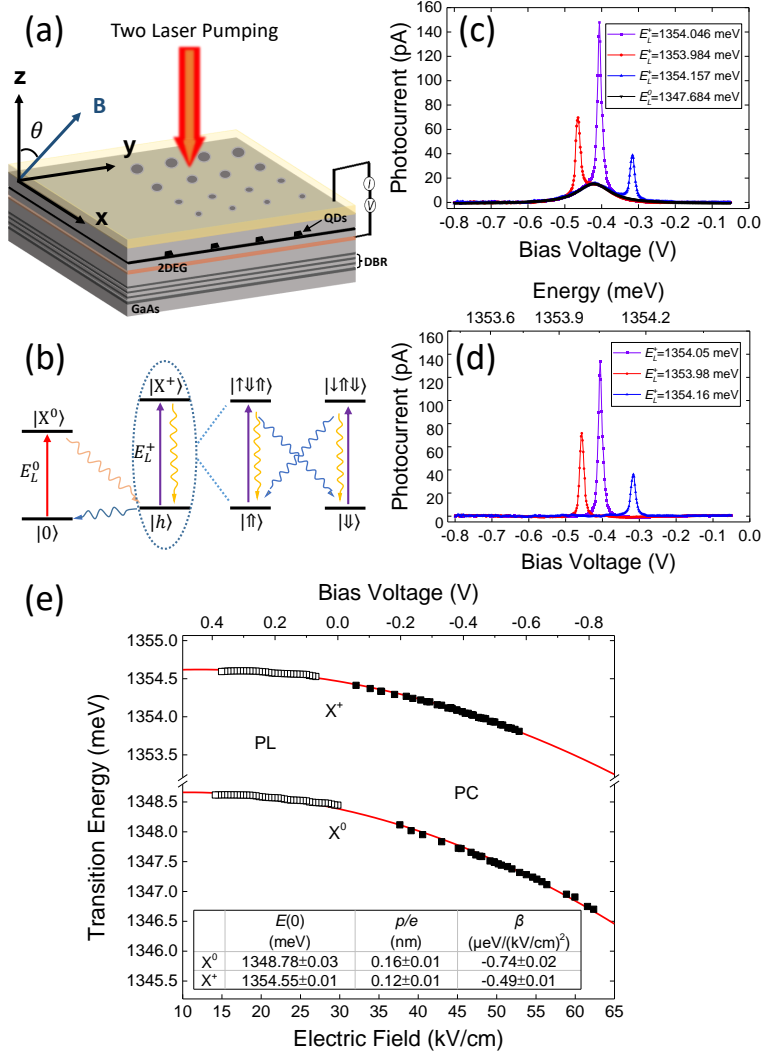 (a)
Two Laser Pumping
z
B
θ
y
x
QDs
I
V
2DEG
DBR
GaAs
(b)
|X⁰⟩
E_L^0
|0⟩
|X⁺⟩
E_L^+
|h⟩
|↑⇓⇑⟩
|↓⇑⇓⟩
|⇑⟩
|⇓⟩
(c)
Photocurrent (pA)
160
140
120
100
80
60
40
20
0
E_L^+=1354.046 meV
E_L^+=1353.984 meV
E_L^+=1354.157 meV
E_L^0=1347.684 meV
-0.8 -0.7 -0.6 -0.5 -0.4 -0.3 -0.2 -0.1 0.0
Bias Voltage (V)
Energy (meV)
1353.6 1353.9 1354.2
(d)
Photocurrent (pA)
160
140
120
100
80
60
40
20
0
E_L^+=1354.05 meV
E_L^+=1353.98 meV
E_L^+=1354.16 meV
-0.8 -0.7 -0.6 -0.5 -0.4 -0.3 -0.2 -0.1 0.0
Bias Voltage (V)
(e)
Bias Voltage (V)
0.4 0.2 0.0 -0.2 -0.4 -0.6 -0.8
Transition Energy (meV)
1355.0
1354.5
1354.0
1353.5
1348.5
1348.0
1347.5
1347.0
1346.5
1346.0
1345.5
X⁺
PL
PC
X⁰
E(0) (meV) p/e (nm) β (μeV/(kV/cm)²)
X⁰ 1348.78±0.03 0.16±0.01 -0.74±0.02
X⁺ 1354.55±0.01 0.12±0.01 -0.49±0.01
10 15 20 25 30 35 40 45 50 55 60 65
Electric Field (kV/cm)